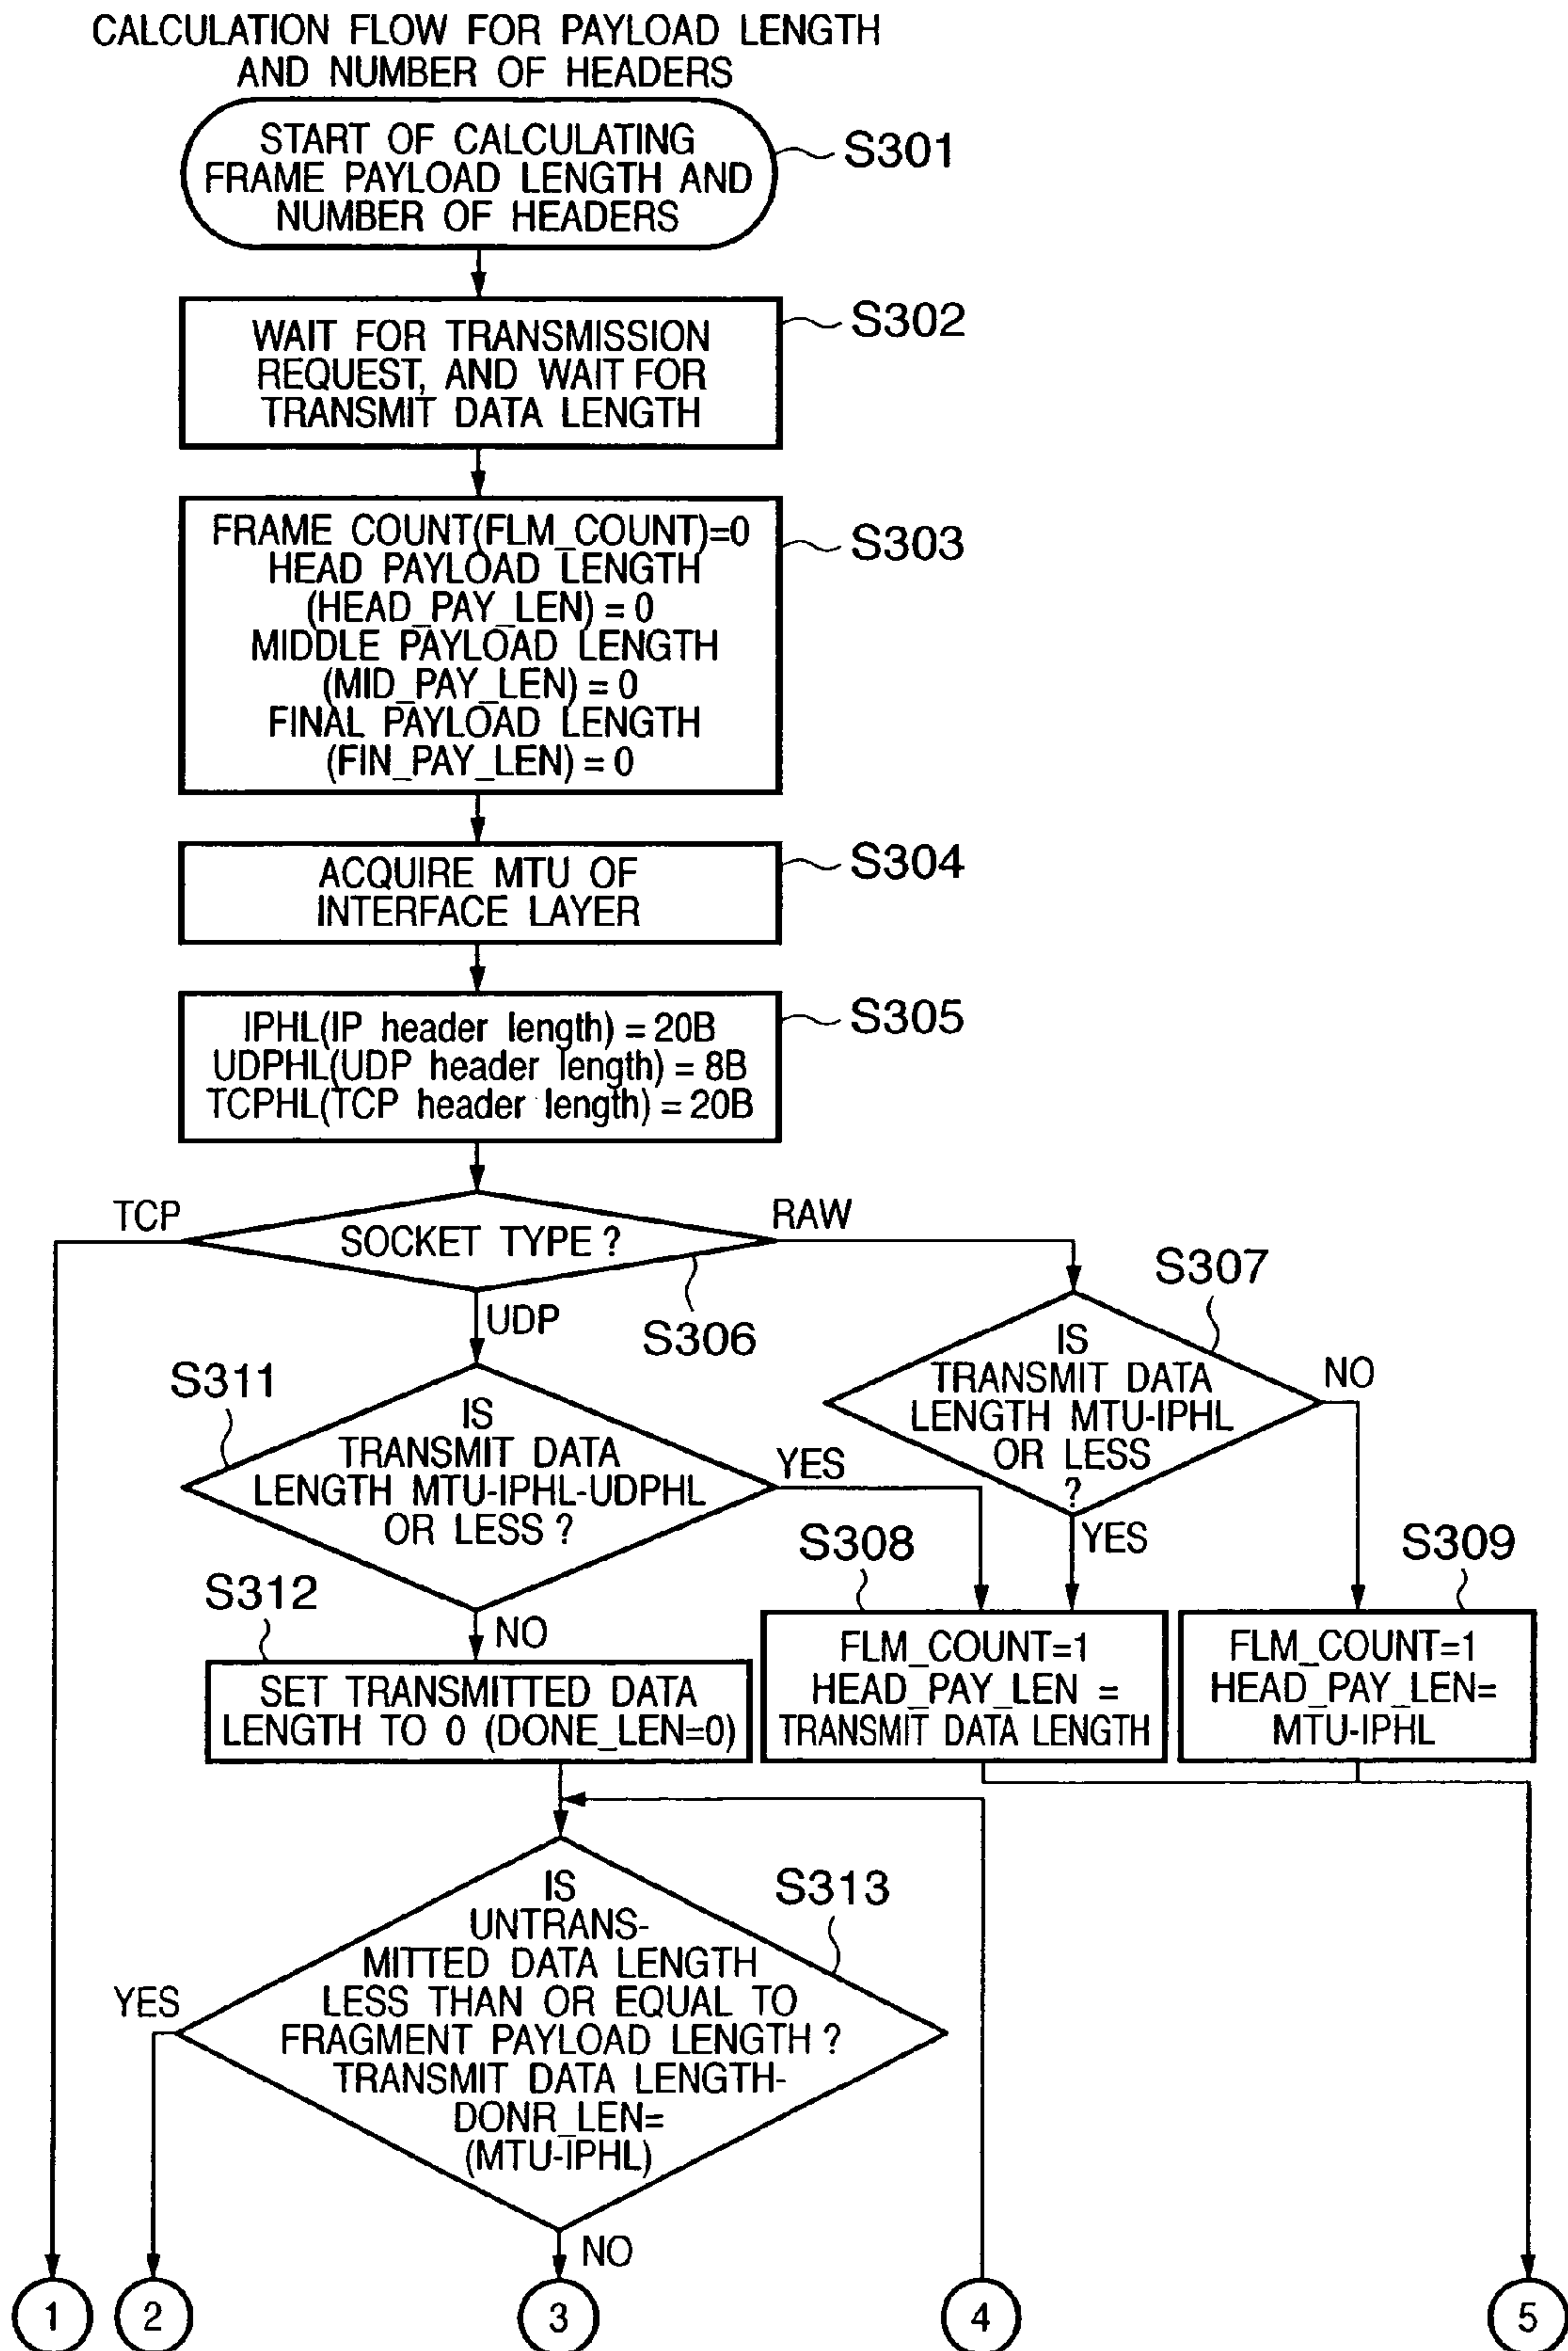 CALCULATION FLOW FOR PAYLOAD LENGTH
AND NUMBER OF HEADERS
START OF CALCULATING
FRAME PAYLOAD LENGTH AND
NUMBER OF HEADERS
S301
WAIT FOR TRANSMISSION
REQUEST, AND WAIT FOR
TRANSMIT DATA LENGTH
S302
FRAME COUNT(FLM_COUNT)=0
HEAD PAYLOAD LENGTH
(HEAD_PAY_LEN) = 0
MIDDLE PAYLOAD LENGTH
(MID_PAY_LEN) = 0
FINAL PAYLOAD LENGTH
(FIN_PAY_LEN) = 0
S303
ACQUIRE MTU OF
INTERFACE LAYER
S304
IPHL(IP header length) = 20B
UDPHL(UDP header length) = 8B
TCPHL(TCP header length) = 20B
S305
TCP
SOCKET TYPE ?
RAW
UDP
S306
S307
IS
TRANSMIT DATA
LENGTH MTU-IPHL
OR LESS
?
NO
YES
S311
IS
TRANSMIT DATA
LENGTH MTU-IPHL-UDPHL
OR LESS ?
YES
NO
S308
FLM_COUNT=1
HEAD_PAY_LEN =
TRANSMIT DATA LENGTH
S309
FLM_COUNT=1
HEAD_PAY_LEN=
MTU-IPHL
S312
SET TRANSMITTED DATA
LENGTH TO 0 (DONE_LEN=0)
S313
IS
UNTRANS-
MITTED DATA LENGTH
LESS THAN OR EQUAL TO
FRAGMENT PAYLOAD LENGTH ?
TRANSMIT DATA LENGTH-
DONR_LEN=
(MTU-IPHL)
YES
NO
1
2
3
4
5